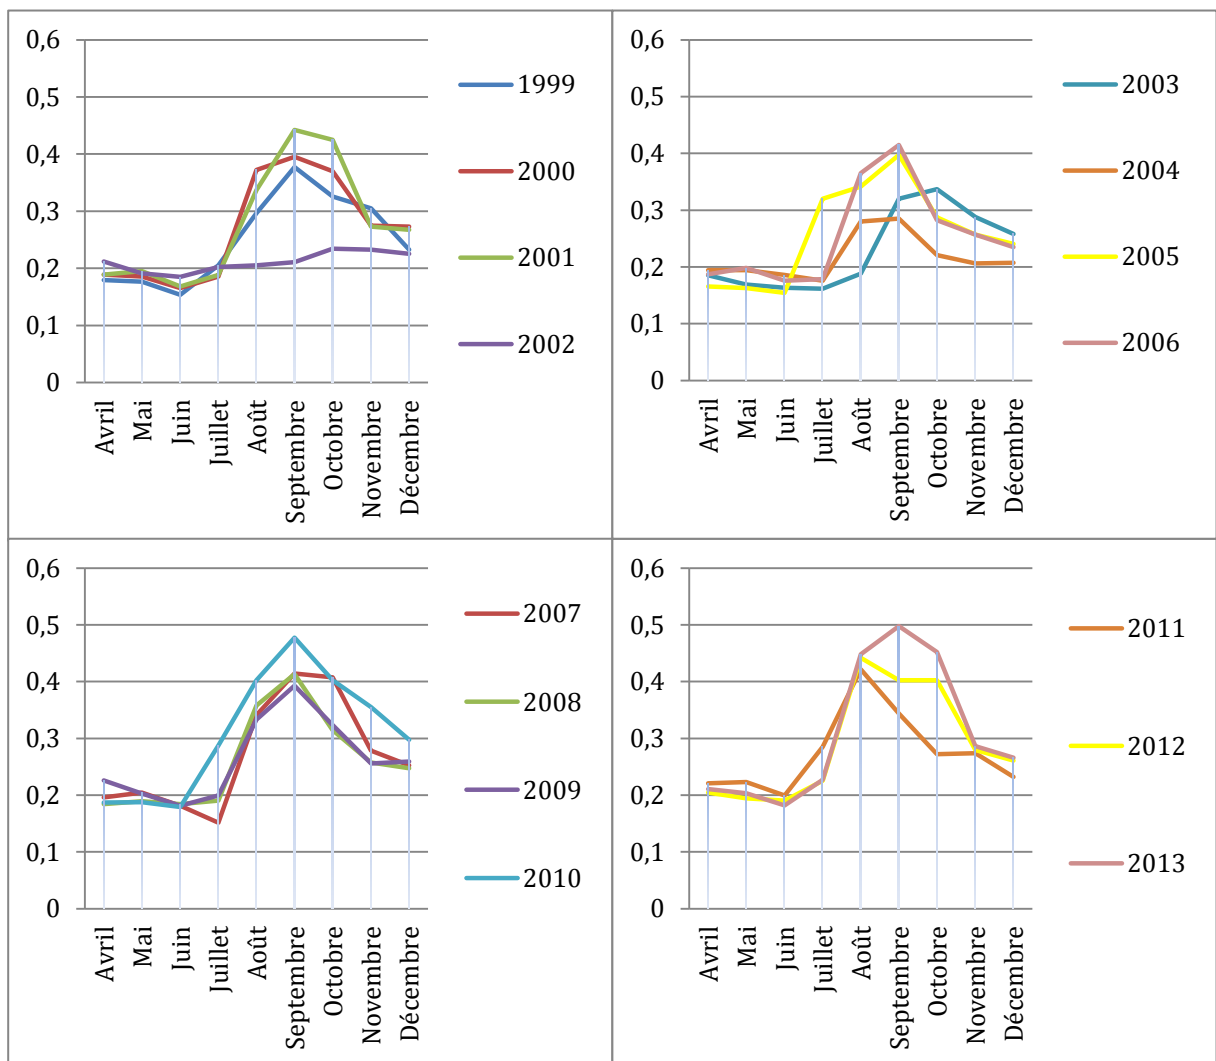 0,6
0,5
0,4
0,3
0,2
0,1
0
Avril
Mai
Juin
Juillet
Août
Septembre
Octobre
Novembre
Décembre
1999
2000
2001
2002
0,6
0,5
0,4
0,3
0,2
0,1
0
Avril
Mai
Juin
Juillet
Août
Septembre
Octobre
Novembre
Décembre
2003
2004
2005
2006
0,6
0,5
0,4
0,3
0,2
0,1
0
Avril
Mai
Juin
Juillet
Août
Septembre
Octobre
Novembre
Décembre
2007
2008
2009
2010
0,6
0,5
0,4
0,3
0,2
0,1
0
Avril
Mai
Juin
Juillet
Août
Septembre
Octobre
Novembre
Décembre
2011
2012
2013